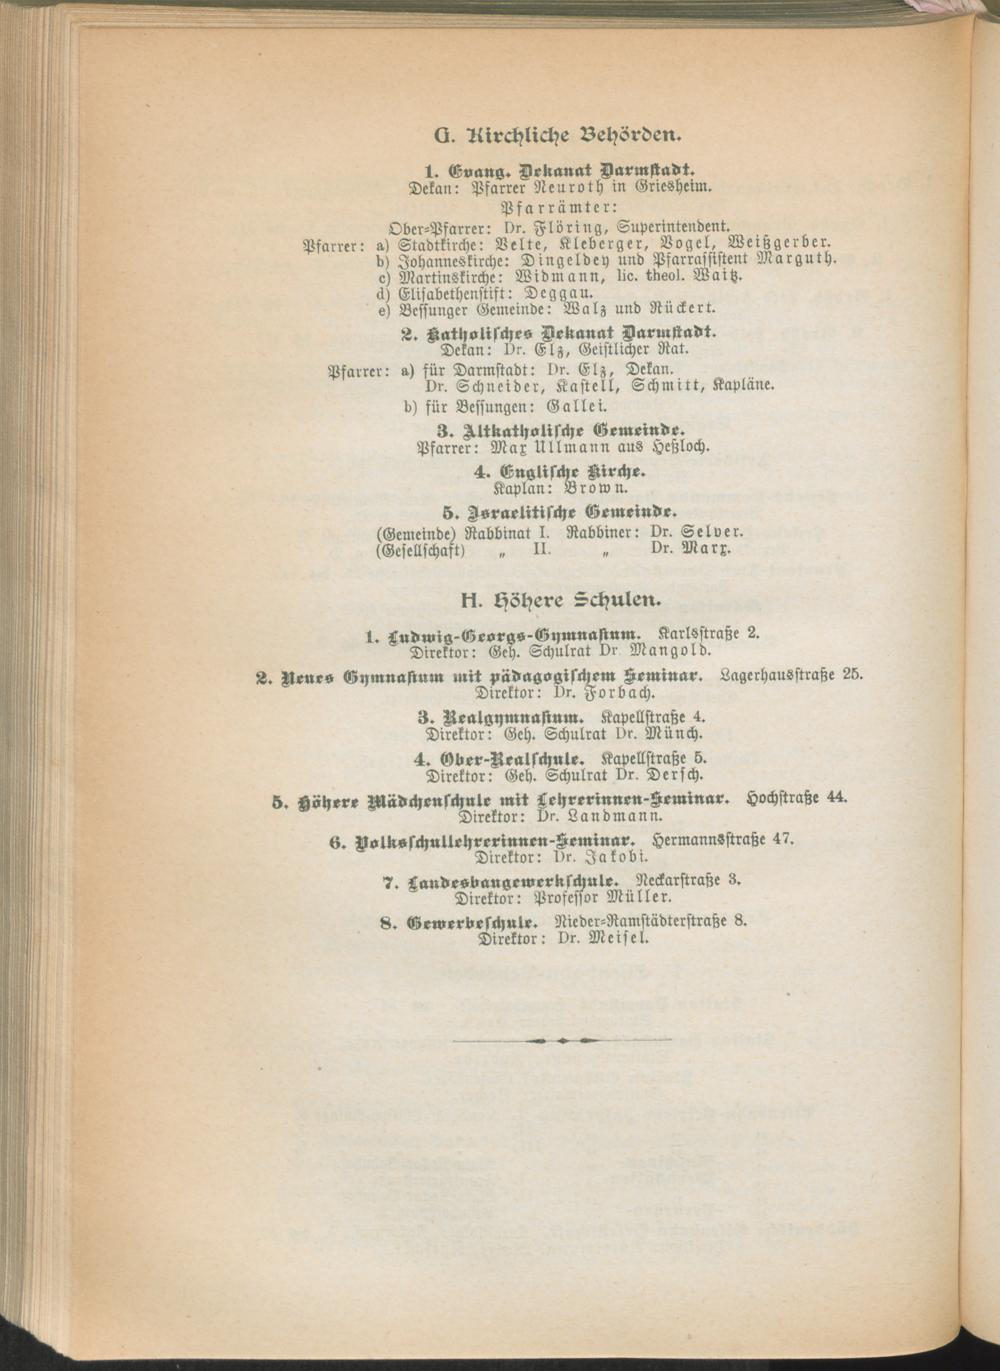 G. Kirchliche Behörden.
1. Evang. Dekanat Darmstadt.
Dekan: Pfarrer Neuroth in Griesheim.
Pfarrämter:
Ober-Pfarrer: Dr. Flöring, Superintendent.
Pfarrer: a) Stadtkirche: Velte, Kleberger, Vogel, Weißgerber.
b) Johanneskirche: Dingeldey und Pfarrassistent Marguth.
c) Martinskirche: Widmann, lic. theol. Waitz.
d) Elisabethenstift: Deggau.
e) Bessunger Gemeinde: Walz und Rückert.
2. Katholisches Dekanat Darmstadt.
Dekan: Dr. Elz, Geistlicher Rat.
Pfarrer: a) für Darmstadt: Dr. Elz, Dekan.
Dr. Schneider, Kastell, Schmitt, Kapläne.
b) für Bessungen: Gallei.
3. Altkatholische Gemeinde.
Pfarrer: Max Ullmann aus Heßloch.
4. Englische Kirche.
Kaplan: Brown.
5. Israelitische Gemeinde.
(Gemeinde) Rabbinat I. Rabbiner: Dr. Selver.
(Gesellschaft) „ II. „ Dr. Marx.
H. Höhere Schulen.
1. Ludwig-Georgs-Gymnasium. Karlsstraße 2.
Direktor: Geh. Schulrat Dr Mangold.
2. Neues Gymnasium mit pädagogischem Seminar. Lagerhausstraße 25.
Direktor: Dr. Forbach.
3. Realgymnasium. Kapellstraße 4.
Direktor: Geh. Schulrat Dr. Münch.
4. Ober-Realschule. Kapellstraße 5.
Direktor: Geh. Schulrat Dr. Dersch.
5. Höhere Mädchenschule mit Lehrerinnen-Seminar. Hochstraße 44.
Direktor: Dr. Landmann.
6. Volksschullehrerinnen-Seminar. Hermannsstraße 47.
Direktor: Dr. Jakobi.
7. Landesbaugewerkschule. Neckarstraße 3.
Direktor: Professor Müller.
8. Gewerbeschule. Nieder-Ramstädterstraße 8.
Direktor: Dr. Meisel.